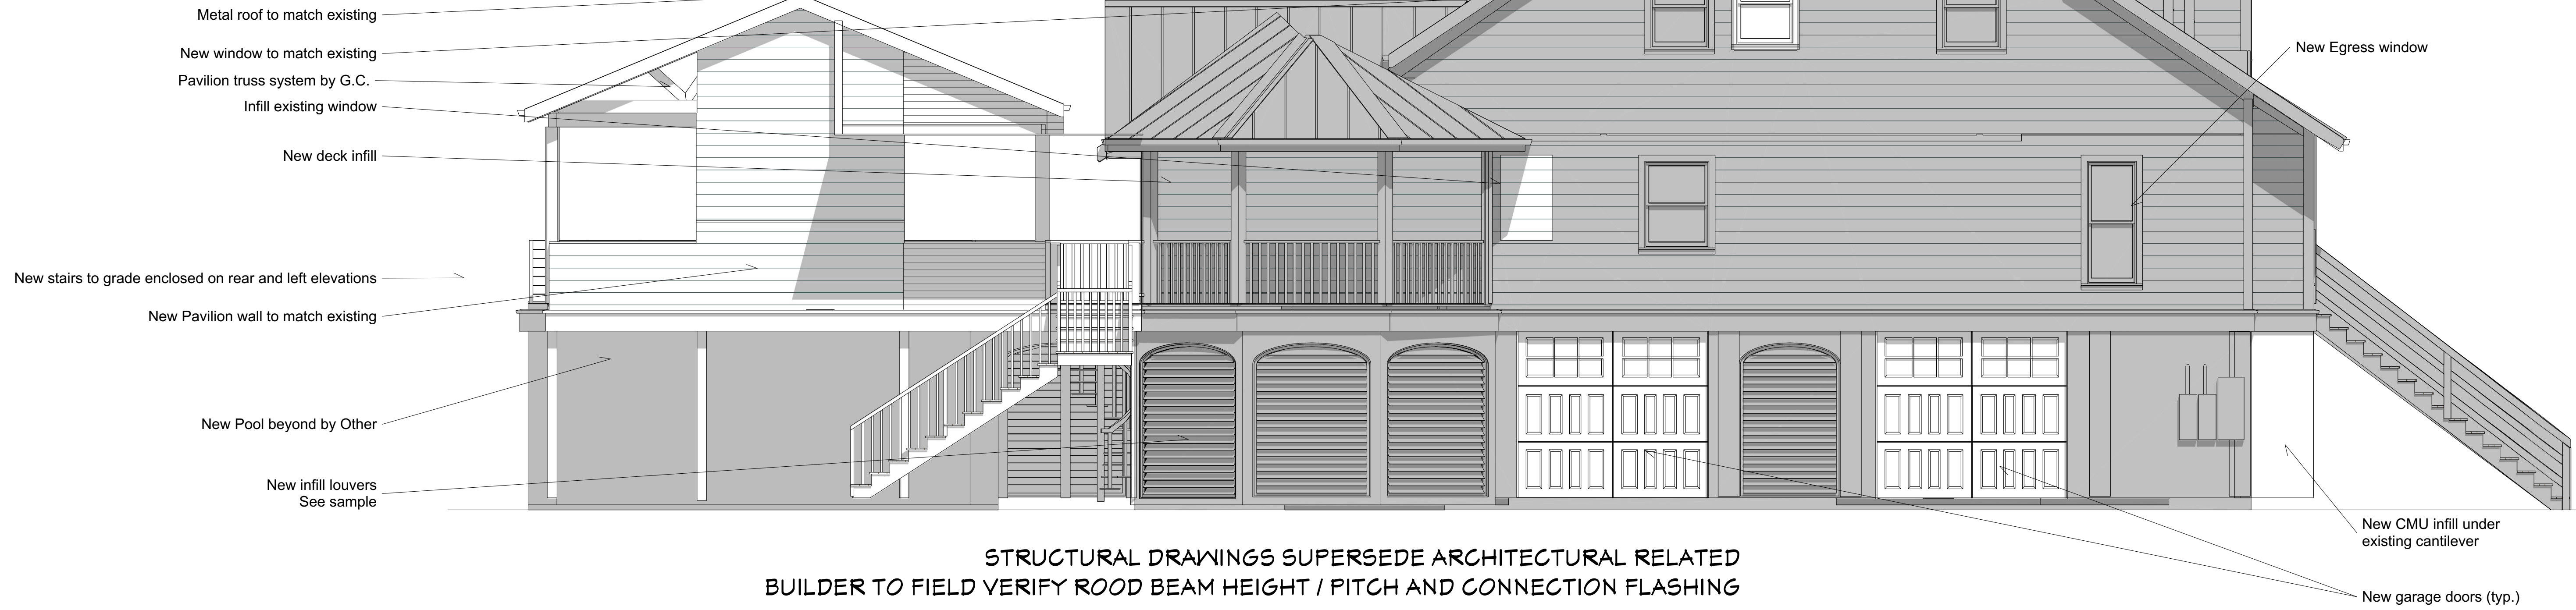 Metal roof to match existing
New window to match existing
Pavilion truss system by G.C.
Infill existing window
New deck infill
New stairs to grade enclosed on rear and left elevations
New Pavilion wall to match existing
New Pool beyond by Other
New infill louvers
See sample
New Egress window
New CMU infill under
existing cantilever
New garage doors (typ.)
STRUCTURAL DRAWINGS SUPERSEDE ARCHITECTURAL RELATED
BUILDER TO FIELD VERIFY ROOD BEAM HEIGHT / PITCH AND CONNECTION FLASHING